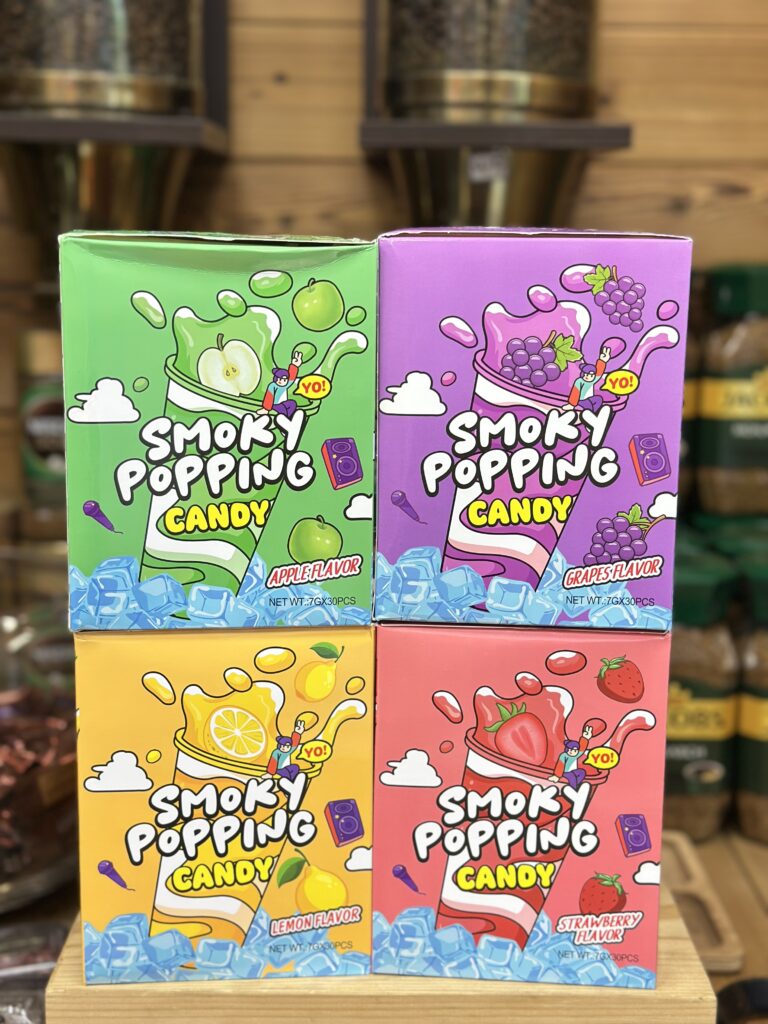 YO!
SMOKY
POPPING
CANDY
APPLE FLAVOR
NET WT.:7GX30PCS
YO!
SMOKY
POPPING
CANDY
GRAPES FLAVOR
NET WT.:7GX30PCS
YO!
SMOKY
POPPING
CANDY
LEMON FLAVOR
NET WT.:7GX30PCS
YO!
SMOKY
POPPING
CANDY
STRAWBERRY
FLAVOR
NET WT.:7GX30PCS